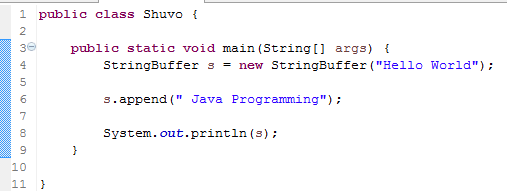 1 public class Shuvo {
2
3 public static void main(String[] args) {
4 StringBuffer s = new StringBuffer("Hello World");
5
6 s.append(" Java Programming");
7
8 System.out.println(s);
9 }
10
11 }